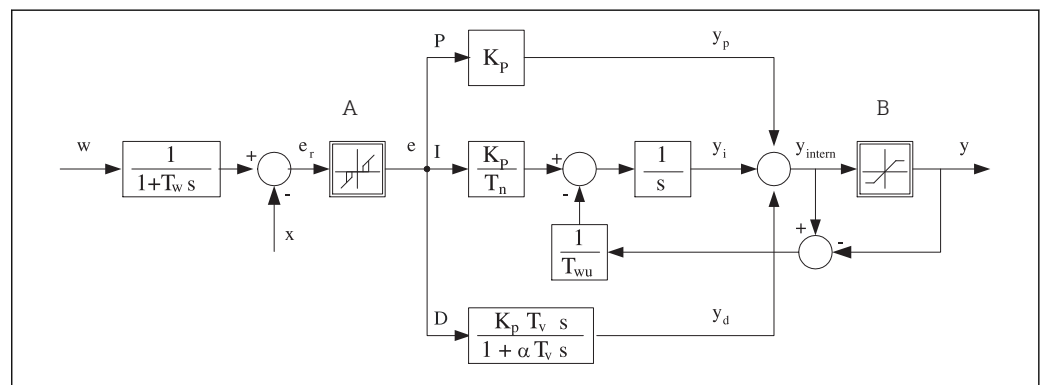 P
K_P
y_p
A
B
w
1
1+T_w s
+
-
e_r
e
I
K_P
T_n
+
-
1
s
y_i
y_intern
y
x
1
T_wu
+
-
D
K_p T_v s
1 + α T_v s
y_d